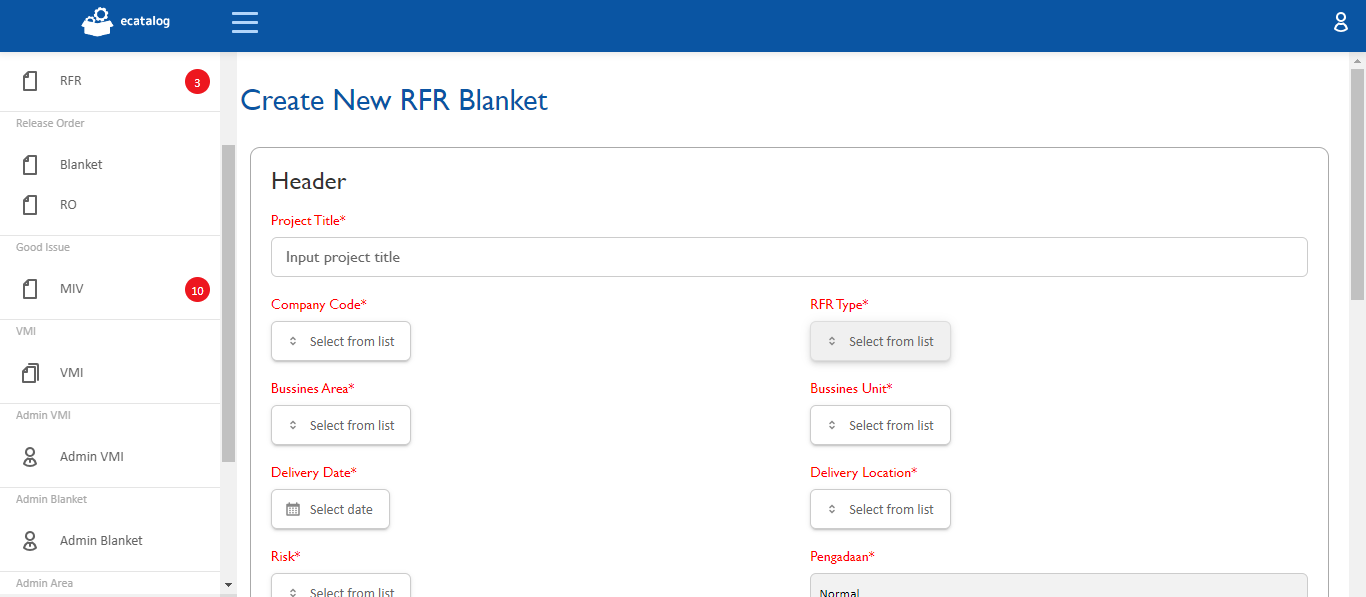 ecatalog
RFR
3
Release Order
Blanket
RO
Good Issue
MIV
10
VMI
VMI
Admin VMI
Admin VMI
Admin Blanket
Admin Blanket
Admin Area
Create New RFR Blanket
Header
Project Title*
Input project title
Company Code*
RFR Type*
Select from list
Select from list
Bussines Area*
Bussines Unit*
Select from list
Select from list
Delivery Date*
Delivery Location*
Select date
Select from list
Risk*
Pengadaan*
Select from list
Normal